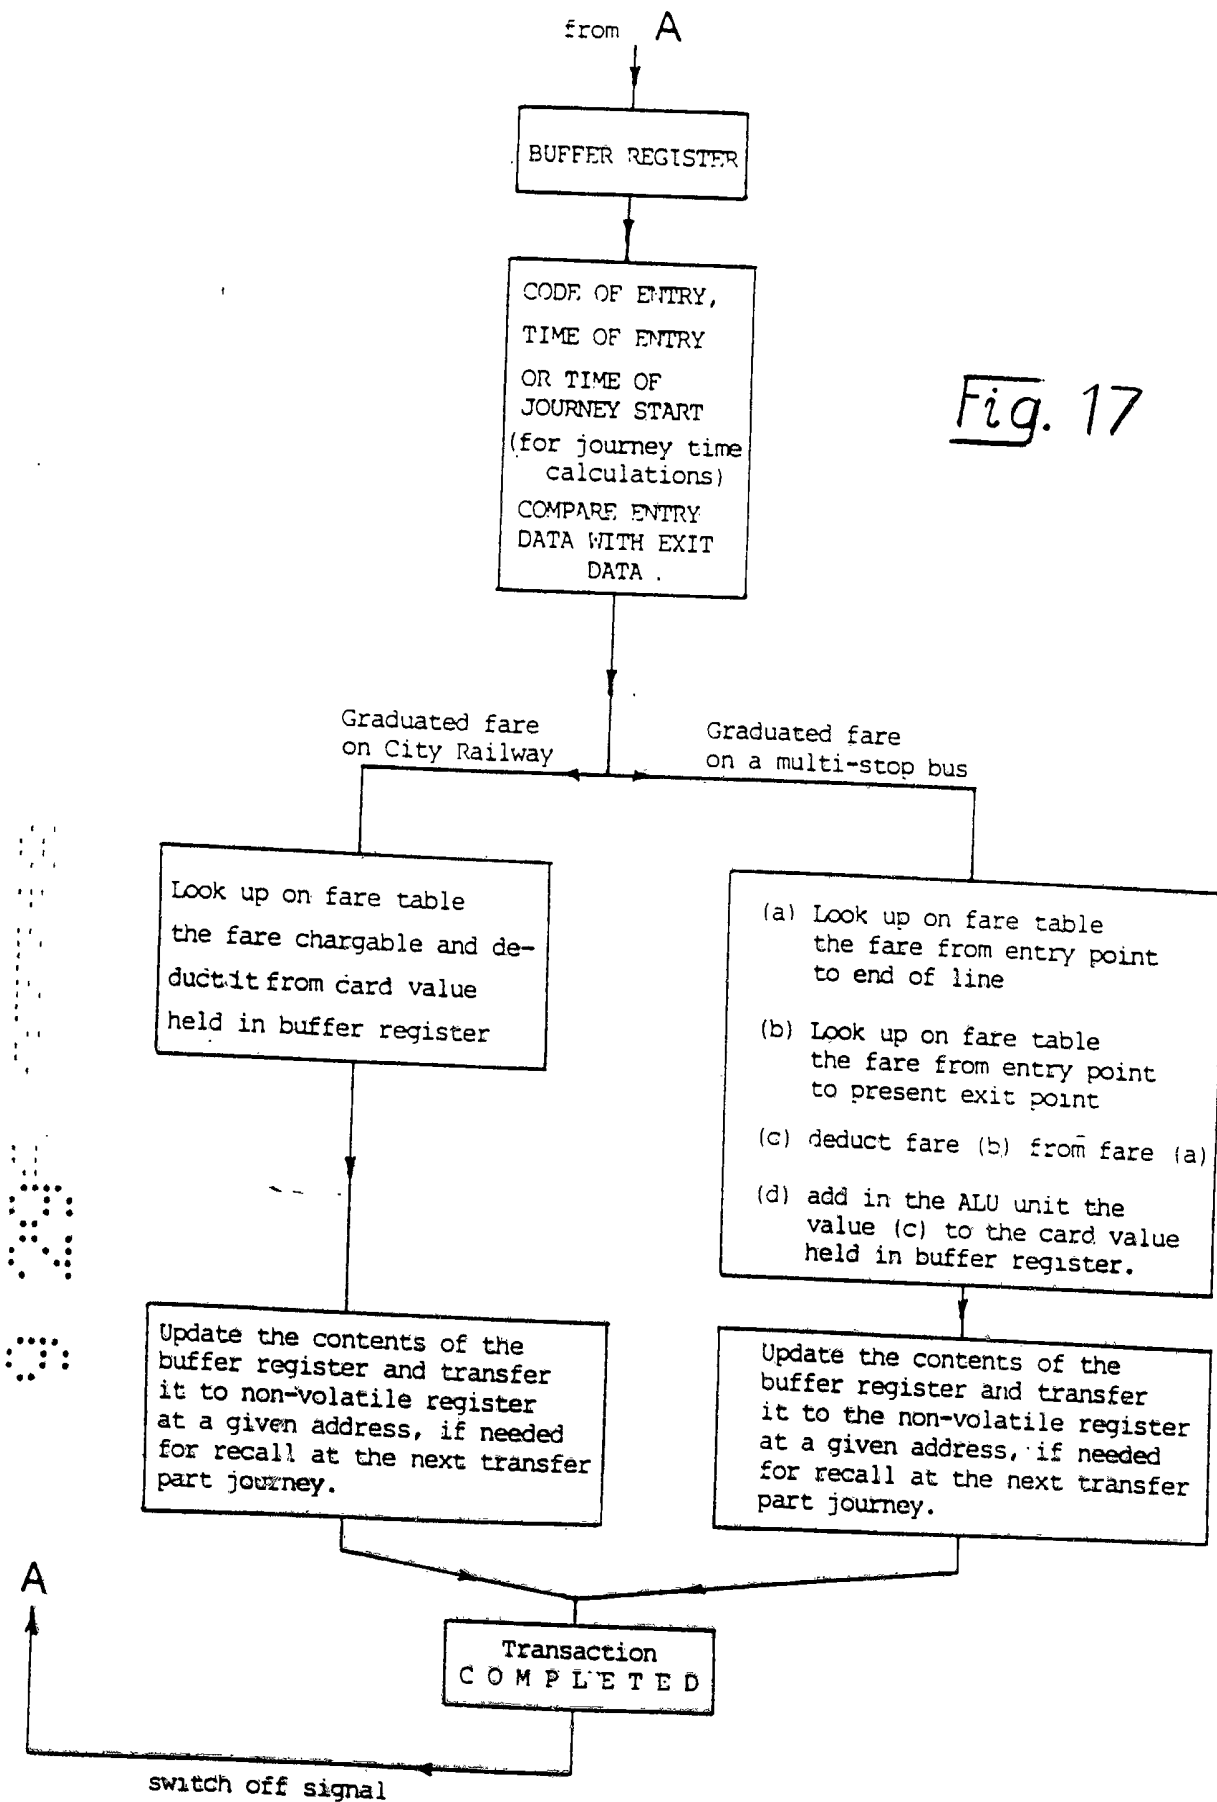 from A
BUFFER REGISTER
CODE OF ENTRY,
TIME OF ENTRY
OR TIME OF
JOURNEY START
(for journey time
calculations)
COMPARE ENTRY
DATA WITH EXIT
DATA .
Fig. 17
Graduated fare
on City Railway
Graduated fare
on a multi-stop bus
Look up on fare table
the fare chargable and de-
duct it from card value
held in buffer register
(a) Look up on fare table
the fare from entry point
to end of line
(b) Look up on fare table
the fare from entry point
to present exit point
(c) deduct fare (b) from fare (a)
(d) add in the ALU unit the
value (c) to the card value
held in buffer register.
Update the contents of the
buffer register and transfer
it to non-volatile register
at a given address, if needed
for recall at the next transfer
part journey.
Update the contents of the
buffer register and transfer
it to the non-volatile register
at a given address, if needed
for recall at the next transfer
part journey.
A
Transaction
C O M P L E T E D
switch off signal